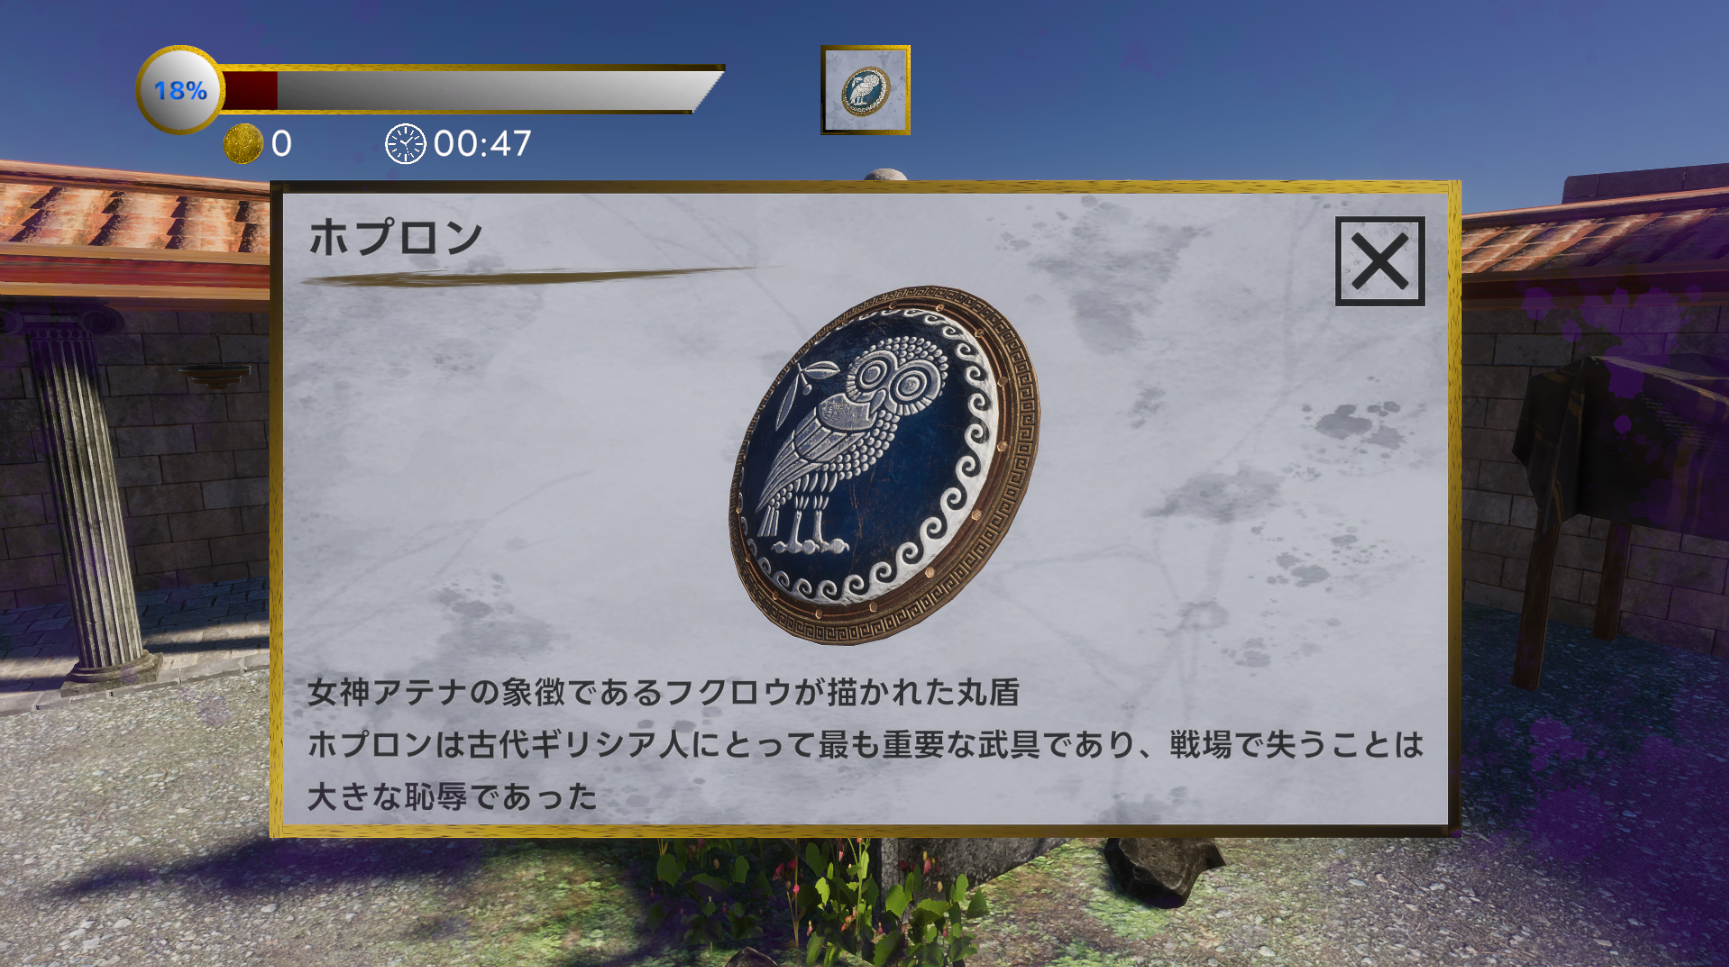 18%
0
00:47
ホプロン
女神アテナの象徴であるフクロウが描かれた丸盾
ホプロンは古代ギリシア人にとって最も重要な武具であり、戦場で失うことは
大きな恥辱であった